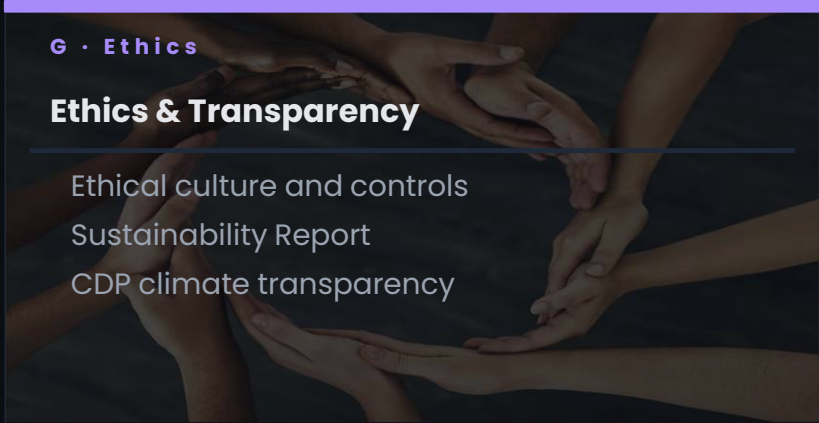 G · Ethics
Ethics & Transparency
Ethical culture and controls
Sustainability Report
CDP climate transparency